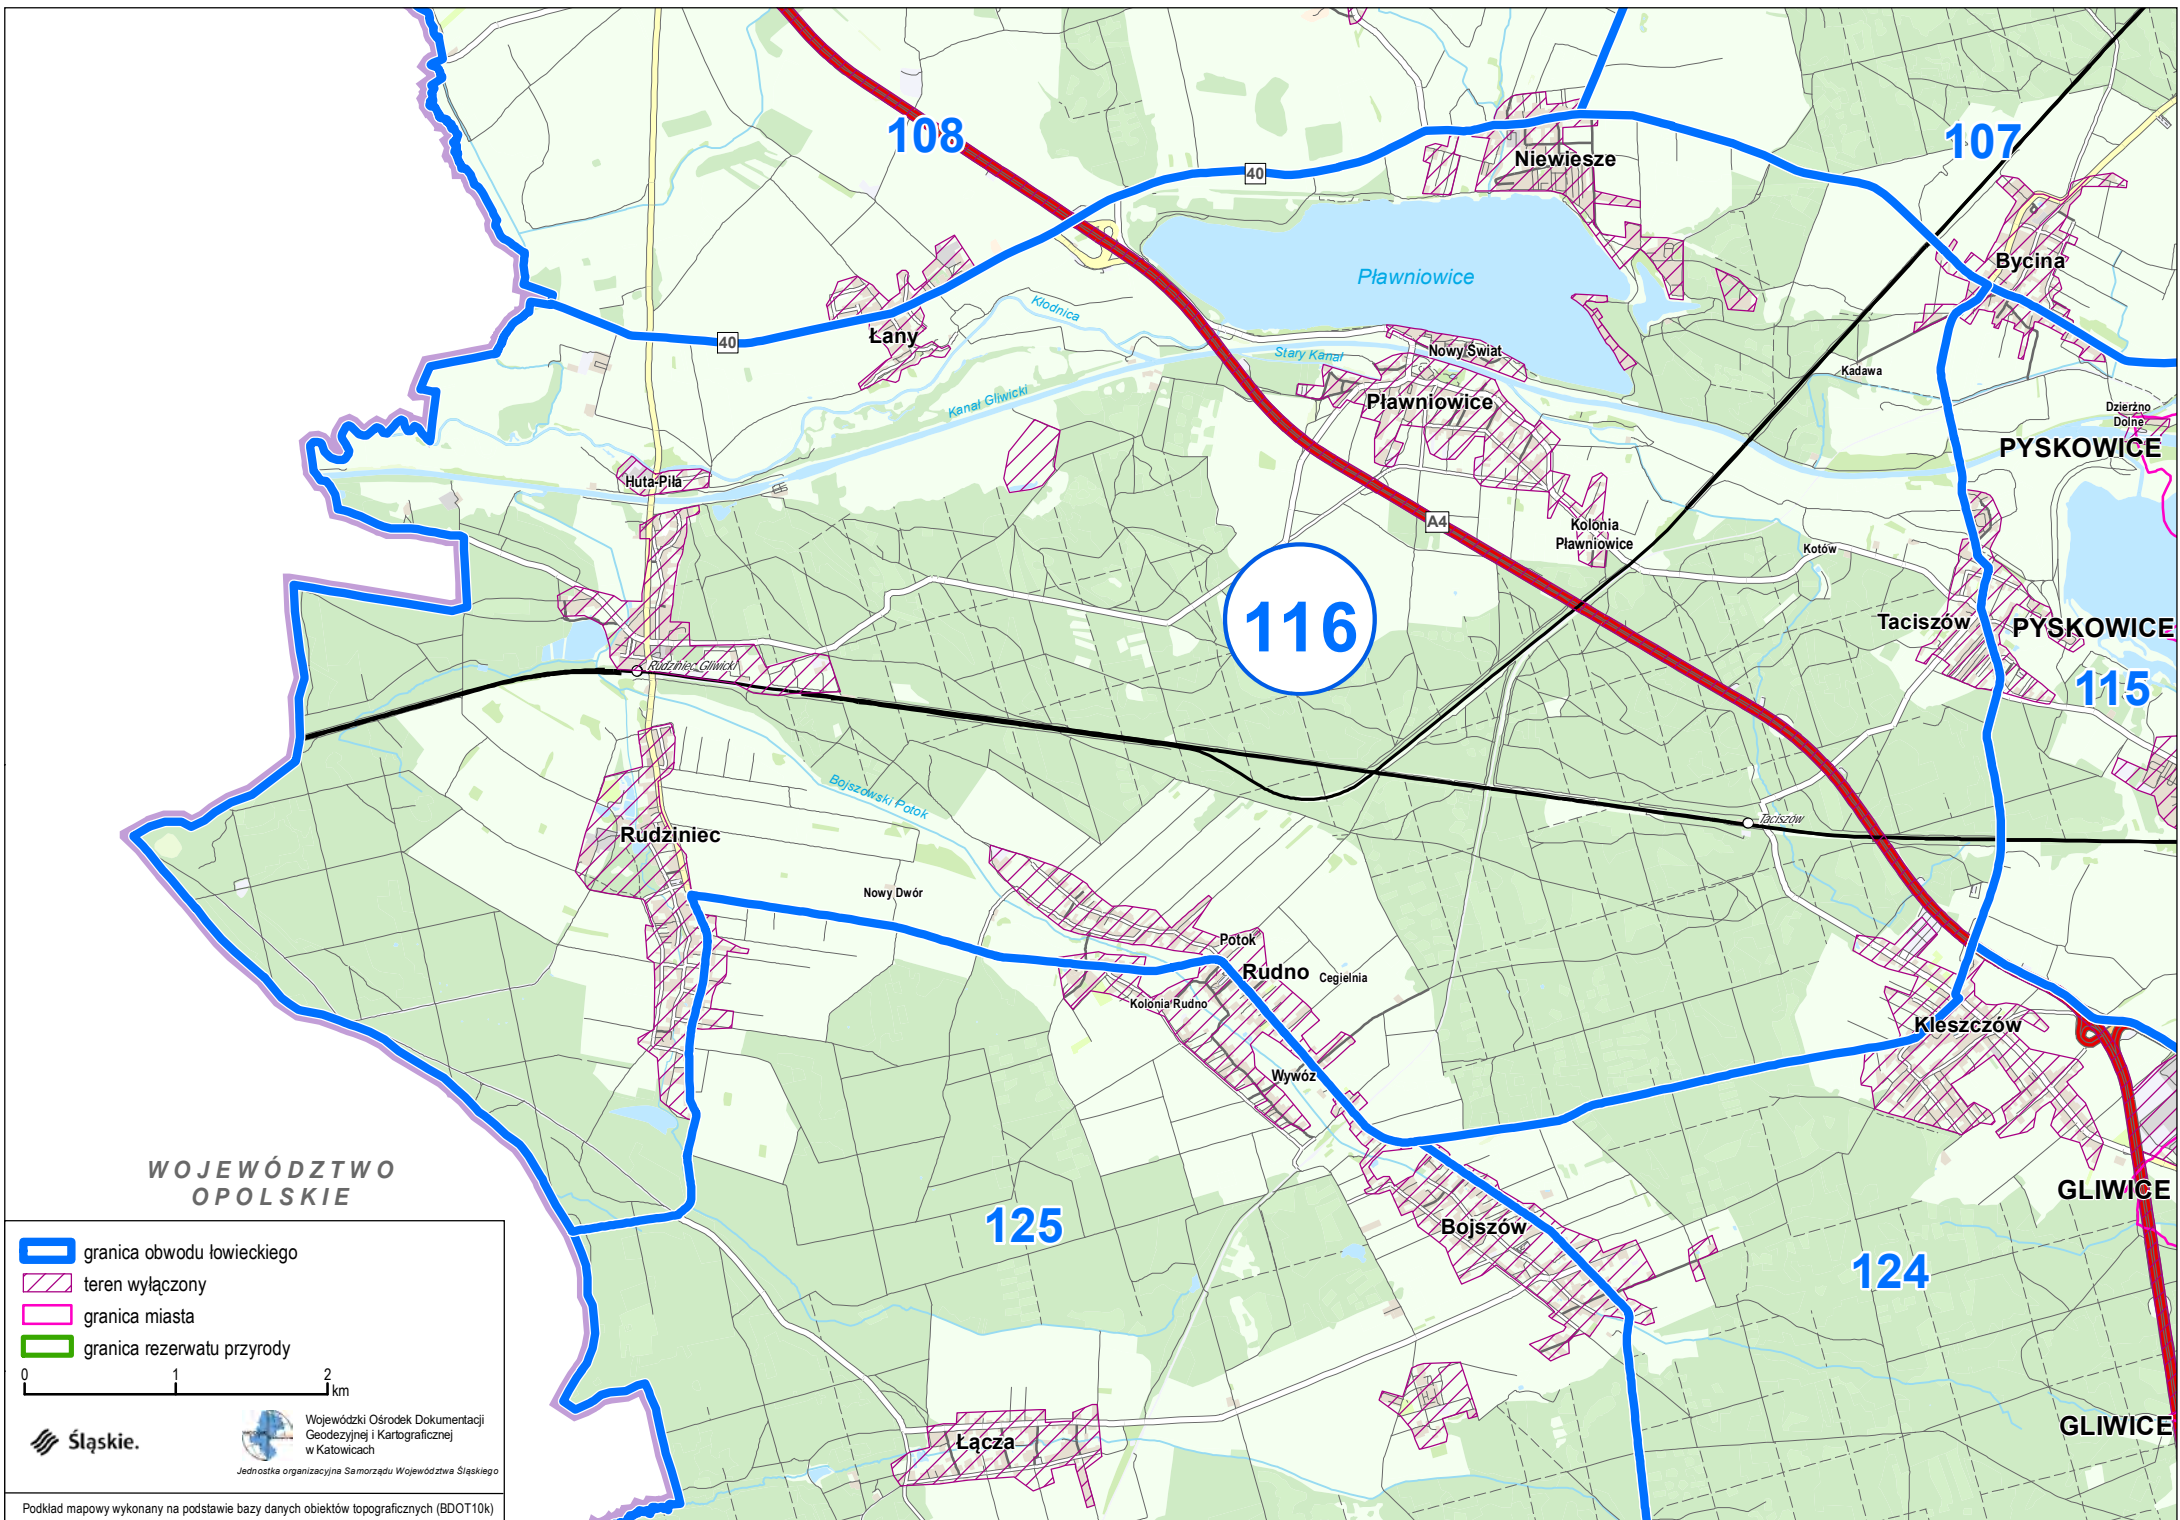 108
107
40
Niewiesze
Bycina
Pławniowice
Kłodnica
Łany
40
Stary Kanał
Nowy Świat
Kadawa
Kanał Gliwicki
Pławniowice
Dzierżno
Dolne
PYSKOWICE
Huta-Piła
A4
Kolonia
Pławniowice
Kotów
116
Taciszów
PYSKOWICE
Rudziniec Gliwicki
115
Bojszowski Potok
Taciszów
Rudziniec
Nowy Dwór
Potok
Rudno
Cegielnia
Kolonia Rudno
Kleszczów
Wywóz
WOJEWÓDZTWO
OPOLSKIE
GLIWICE
125
Bojszów
124
granica obwodu łowieckiego
teren wyłączony
granica miasta
granica rezerwatu przyrody
0 1 2
km
GLIWICE
Łącza
Śląskie.
Wojewódzki Ośrodek Dokumentacji
Geodezyjnej i Kartograficznej
w Katowicach
Jednostka organizacyjna Samorządu Województwa Śląskiego
Podkład mapowy wykonany na podstawie bazy danych obiektów topograficznych (BDOT10k)